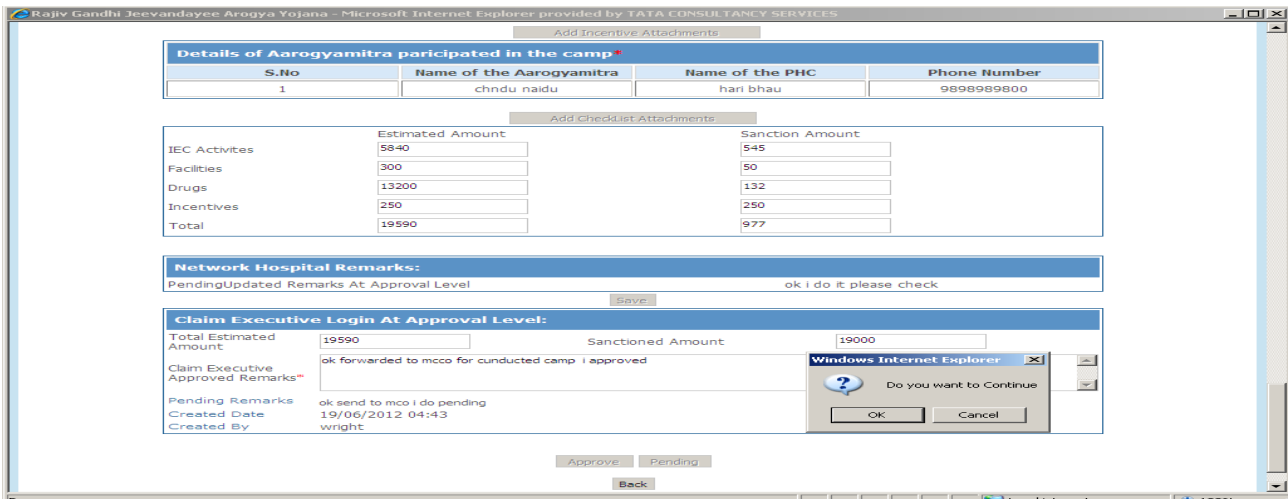 Rajiv Gandhi Jeevandayee Arogya Yojana - Microsoft Internet Explorer provided by TATA CONSULTANCY SERVICES
Add Incentive Attachments
Details of Aarogyamitra paricipated in the camp*
S.No Name of the Aarogyamitra Name of the PHC Phone Number
1 chndu naidu hari bhau 9898989800
Add CheckList Attachments
Estimated Amount Sanction Amount
IEC Activites 5840 545
Facilities 300 50
Drugs 13200 132
Incentives 250 250
Total 19590 977
Network Hospital Remarks:
PendingUpdated Remarks At Approval Level ok i do it please check
Save
Claim Executive Login At Approval Level:
Total Estimated Amount 19590 Sanctioned Amount 19000
Claim Executive Approved Remarks* ok forwarded to mcco for cunducted camp i approved
Windows Internet Explorer
Do you want to Continue
OK Cancel
Pending Remarks ok send to mco i do pending
Created Date 19/06/2012 04:43
Created By wright
Approve Pending
Back